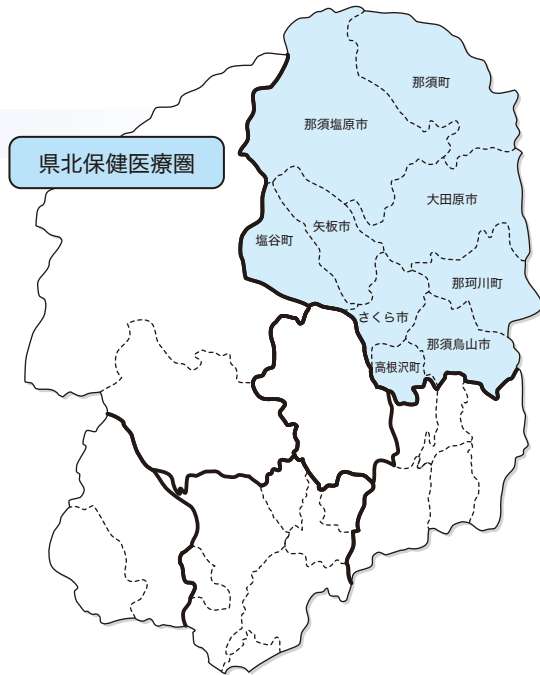 那須町
那須塩原市
県北保健医療圏
大田原市
矢板市
塩谷町
那珂川町
さくら市
那須烏山市
高根沢町